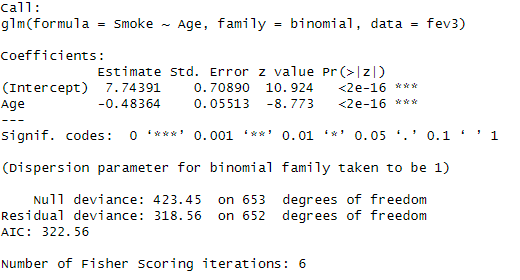 Call:
glm(formula = Smoke ~ Age, family = binomial, data = fev3)
Coefficients:
Estimate Std. Error z value Pr(>|z|)
(Intercept) 7.74391 0.70890 10.924 <2e-16 ***
Age -0.48364 0.05513 -8.773 <2e-16 ***
---
Signif. codes: 0 ‘***’ 0.001 ‘**’ 0.01 ‘*’ 0.05 ‘.’ 0.1 ‘ ’ 1
(Dispersion parameter for binomial family taken to be 1)
Null deviance: 423.45 on 653 degrees of freedom
Residual deviance: 318.56 on 652 degrees of freedom
AIC: 322.56
Number of Fisher Scoring iterations: 6